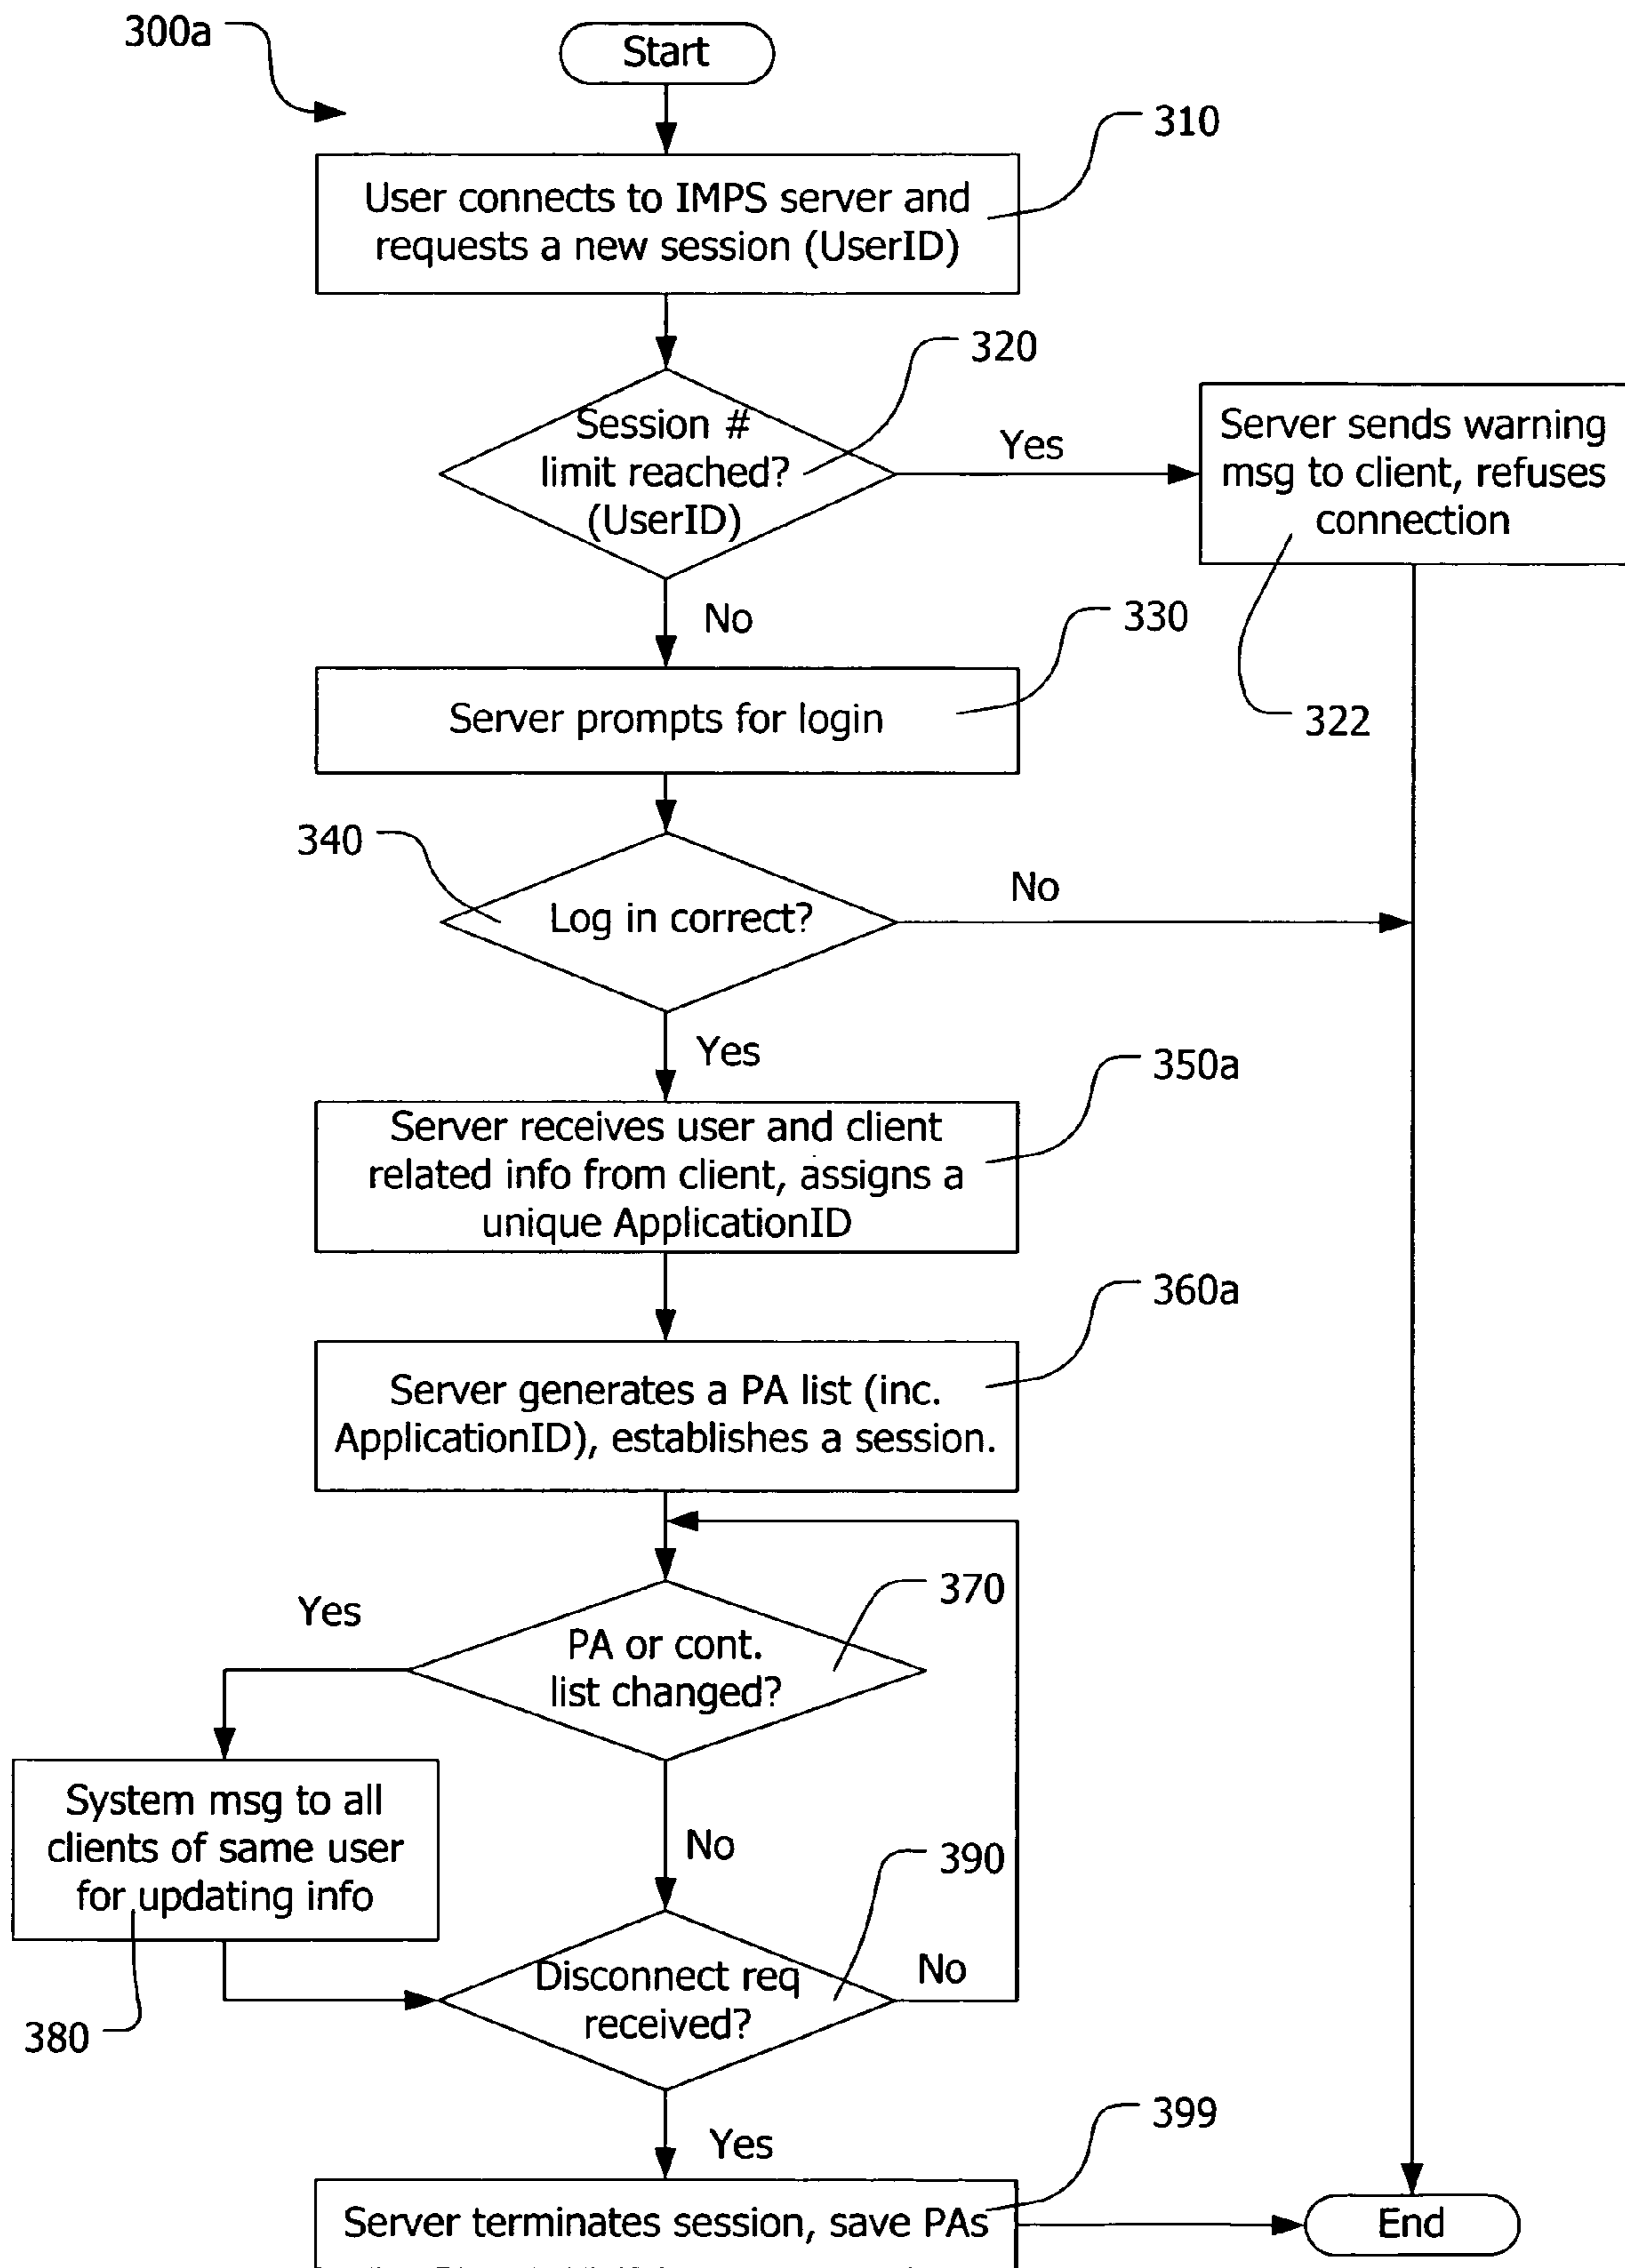 300a
Start
310
User connects to IMPS server and
requests a new session (UserID)
320
Session #
limit reached?
(UserID)
Yes
Server sends warning
msg to client, refuses
connection
322
No
330
Server prompts for login
340
Log in correct?
No
Yes
350a
Server receives user and client
related info from client, assigns a
unique ApplicationID
360a
Server generates a PA list (inc.
ApplicationID), establishes a session.
370
Yes
PA or cont.
list changed?
System msg to all
clients of same user
for updating info
380
No
390
Disconnect req
received?
No
Yes
399
Server terminates session, save PAs
End